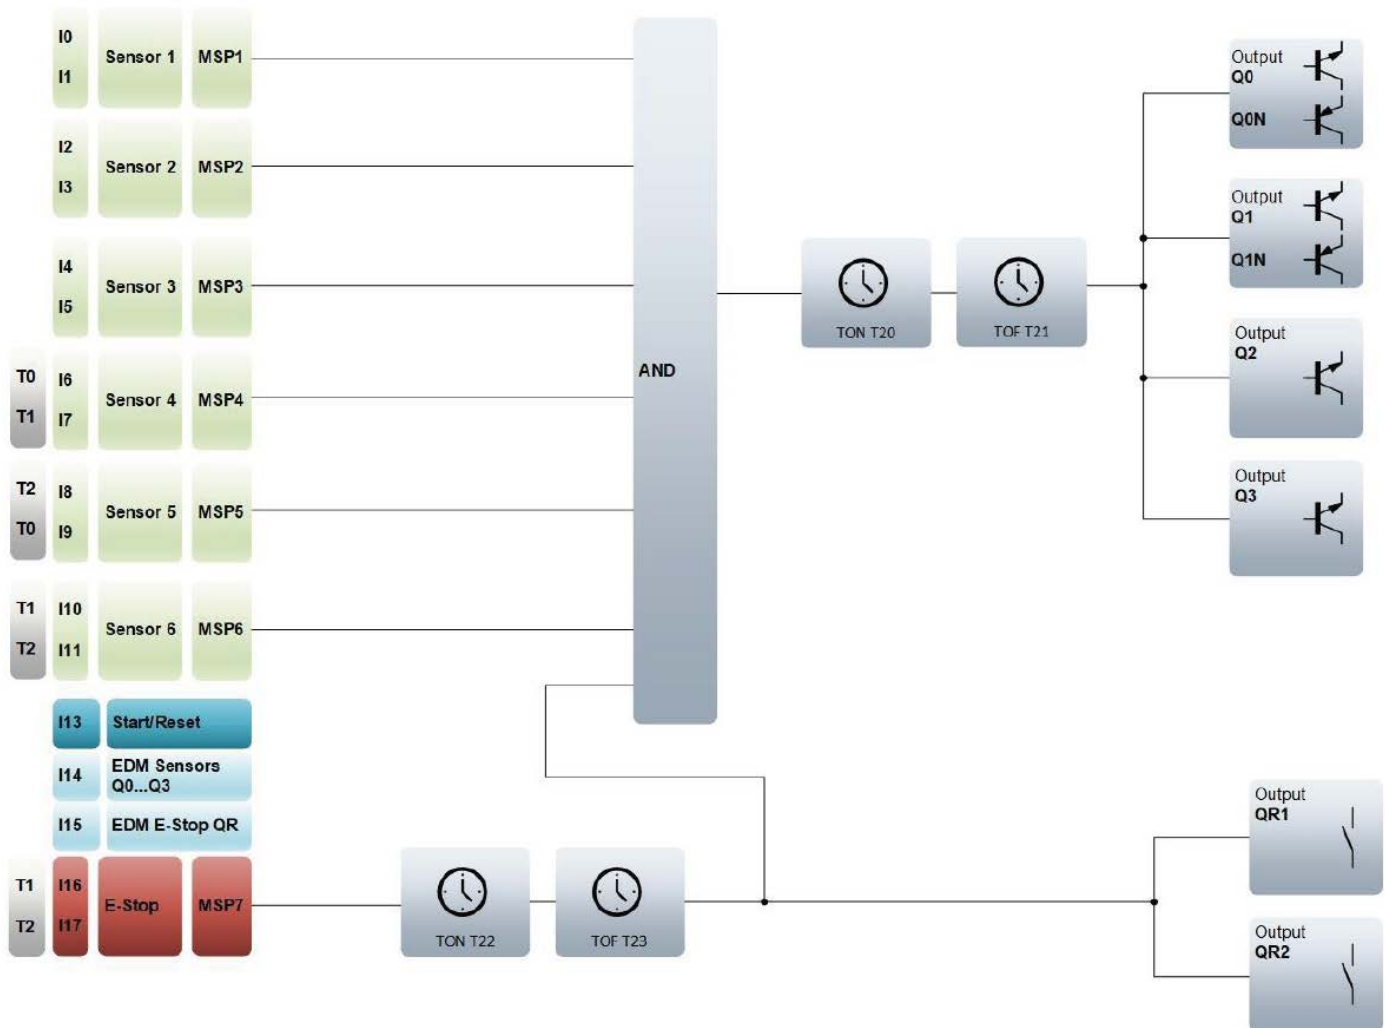 I0
I1
Sensor 1
MSP1
I2
I3
Sensor 2
MSP2
I4
I5
Sensor 3
MSP3
T0
T1
I6
I7
Sensor 4
MSP4
T2
T0
I8
I9
Sensor 5
MSP5
T1
T2
I10
I11
Sensor 6
MSP6
I13
Start/Reset
I14
EDM Sensors
Q0...Q3
I15
EDM E-Stop QR
T1
T2
I16
I17
E-Stop
MSP7
TON T22
TOF T23
AND
TON T20
TOF T21
Output
Q0
Q0N
Output
Q1
Q1N
Output
Q2
Output
Q3
Output
QR1
Output
QR2